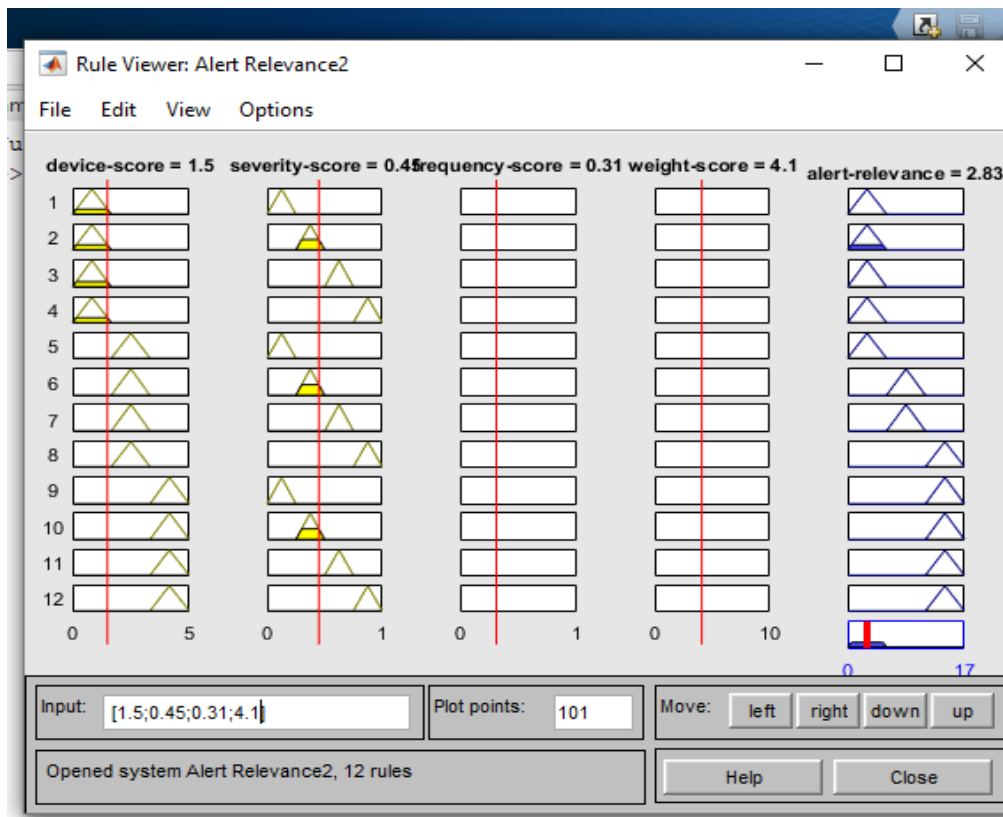 Rule Viewer: Alert Relevance2
File Edit View Options
device-score = 1.5 severity-score = 0.45 frequency-score = 0.31 weight-score = 4.1 alert-relevance = 2.83
1
2
3
4
5
6
7
8
9
10
11
12
0 5 0 1 0 1 0 10
0 17
Input: [1.5;0.45;0.31;4.1] Plot points: 101 Move: left right down up
Opened system Alert Relevance2, 12 rules
Help Close